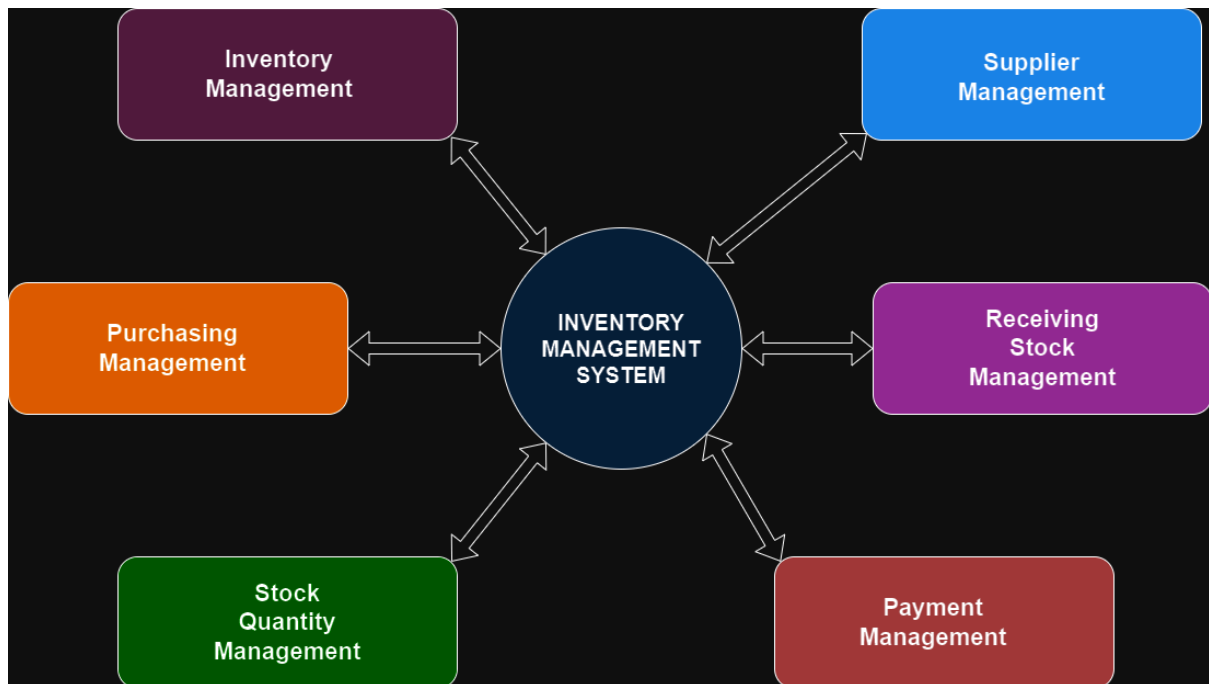 Inventory
Management
Supplier
Management
Purchasing
Management
INVENTORY
MANAGEMENT
SYSTEM
Receiving
Stock
Management
Stock
Quantity
Management
Payment
Management